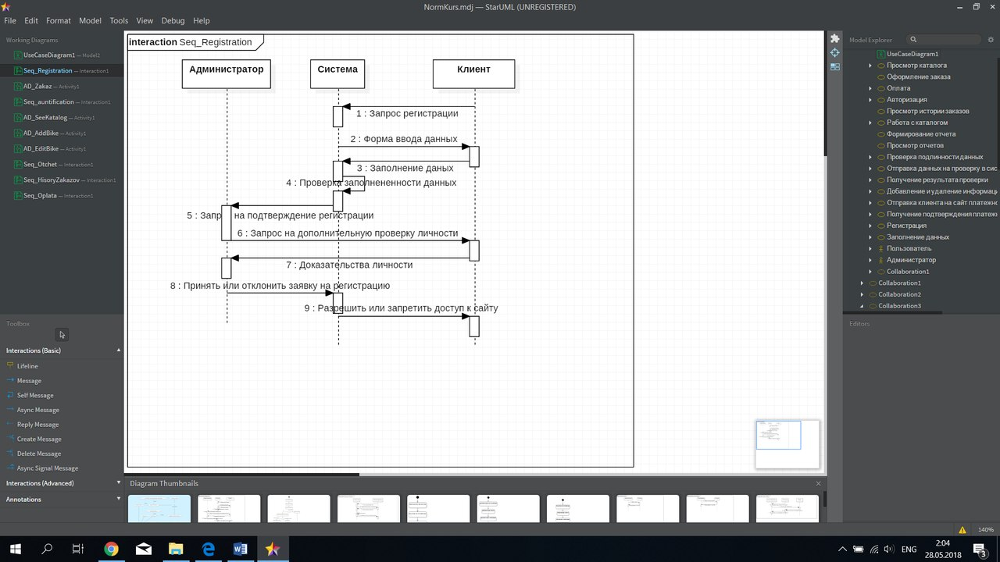 NormKurs.mdj — StarUML (UNREGISTERED)
File Edit Format Model Tools View Debug Window Help
Working Diagrams
UseCaseDiagram1 — Model2
Seq_Registration — Interaction1
AD_Zakaz — Activity1
Seq_auntification — Interaction1
AD_SeeKatalog — Activity1
AD_AddBike — Activity1
AD_EditBike — Activity1
Seq_Otchet — Interaction1
Seq_HisoryZakazov — Interaction1
Seq_Oplata — Interaction1
Toolbox
Interactions (Basic)
Lifeline
Message
Self Message
Async Message
Reply Message
Create Message
Delete Message
Async Signal Message
Interactions (Advanced)
Annotations
interaction Seq_Registration
Администратор
Система
Клиент
1 : Запрос регистрации
2 : Форма ввода данных
3 : Заполнение даных
4 : Проверка заполнененности данных
5 : Запр на подтверждение регистрации
6 : Запрос на дополнительную проверку личности
7 : Доказательства личности
8 : Принять или отклонить заявку на регистрацию
9 : Разрешить или запретить доступ к сайту
Diagram Thumbnails
Model Explorer
UseCaseDiagram1
Просмотр каталога
Оформление заказа
Оплата
Авторизация
Просмотр истории заказов
Работа с каталогом
Формирование отчета
Просмотр отчетов
Проверка подлинности данных
Отправка данных на проверку в сис
Получение результата проверки
Добавление и удаление информаци
Отправка клиента на сайт платежно
Получение подтверждения платеж
Регистрация
Заполнение данных
Пользователь
Администратор
Collaboration1
Collaboration1
Collaboration2
Collaboration3
Editors
140%
ENG
2:04
28.05.2018
3